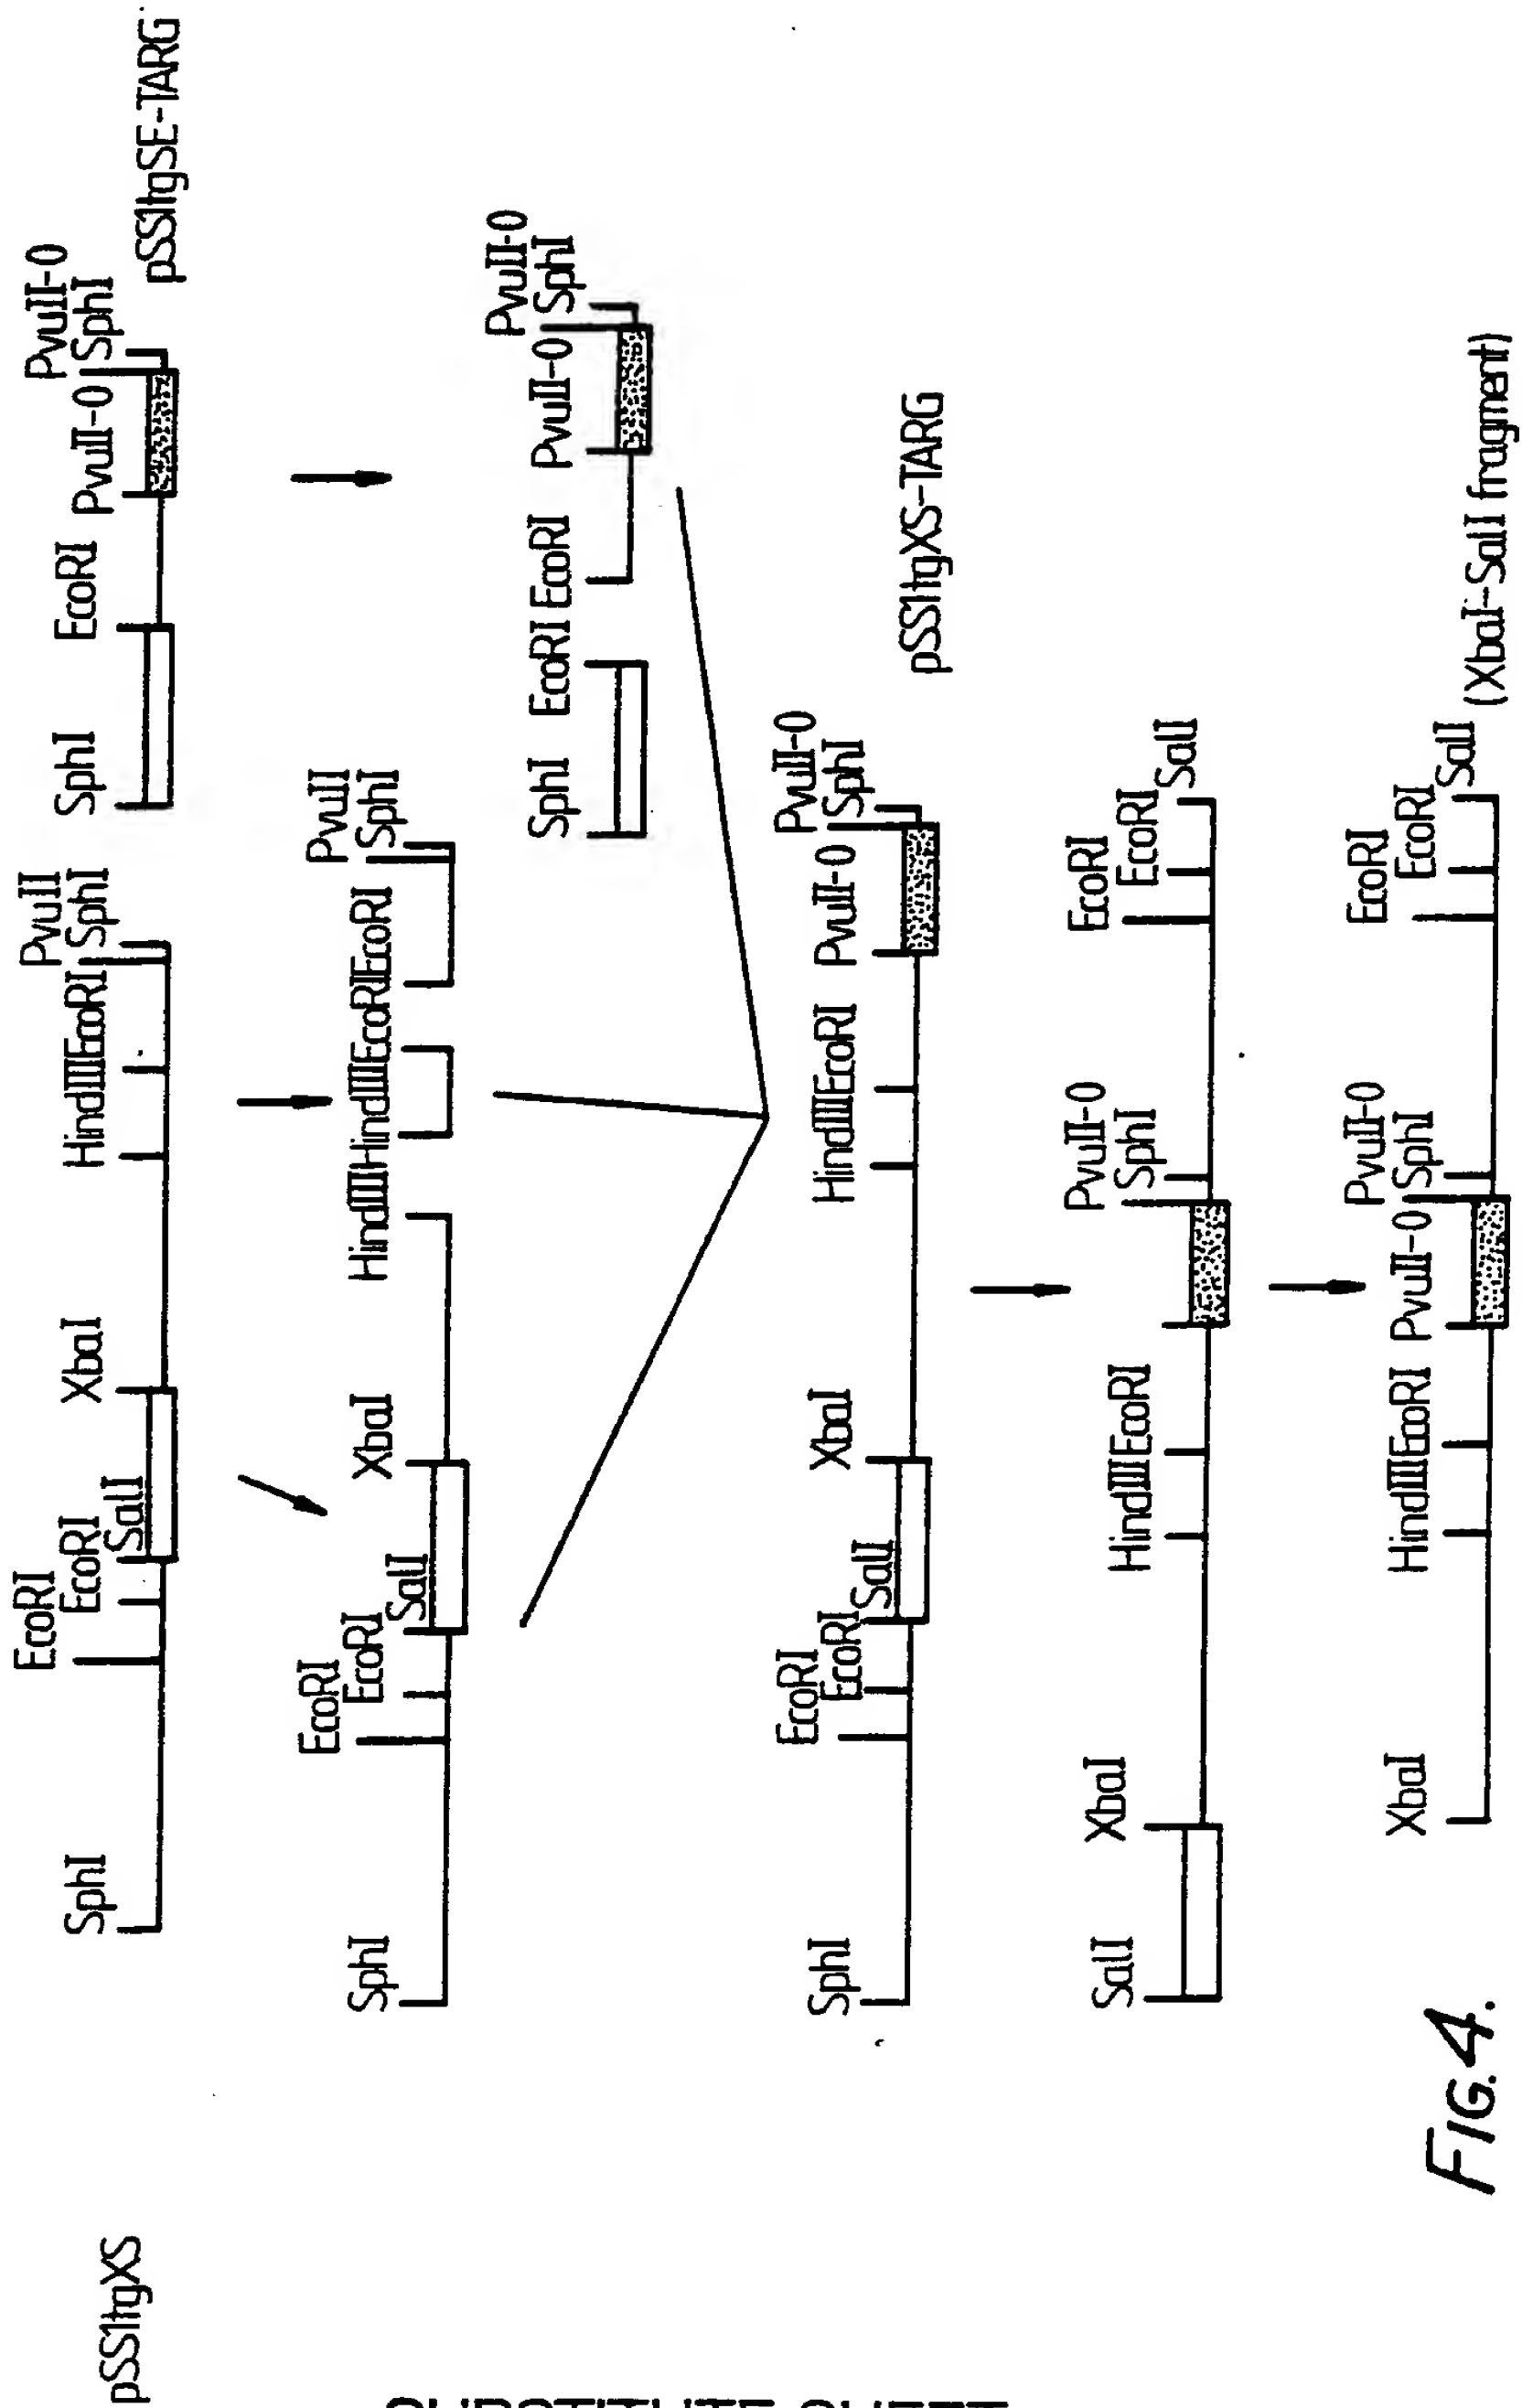 pSS1tgXS
SphI EcoRI EcoRI SalI XbaI HindIII EcoRI PvuII SphI
SphI EcoRI PvuII-0 PvuII-0 SphI
pSS1tgSE-TARG
SphI EcoRI EcoRI SalI XbaI HindIII HindIII EcoRI EcoRI PvuII SphI
SphI EcoRI EcoRI PvuII-0 PvuII-0 SphI
SphI EcoRI EcoRI SalI XbaI HindIII EcoRI PvuII-0 PvuII-0 SphI
pSS1tgXS-TARG
SalI XbaI HindIII EcoRI PvuII-0 SphI EcoRI EcoRI SalI
XbaI HindIII EcoRI PvuII-0 PvuII-0 SphI EcoRI EcoRI SalI
(XbaI-SalI fragment)
FIG. 4.